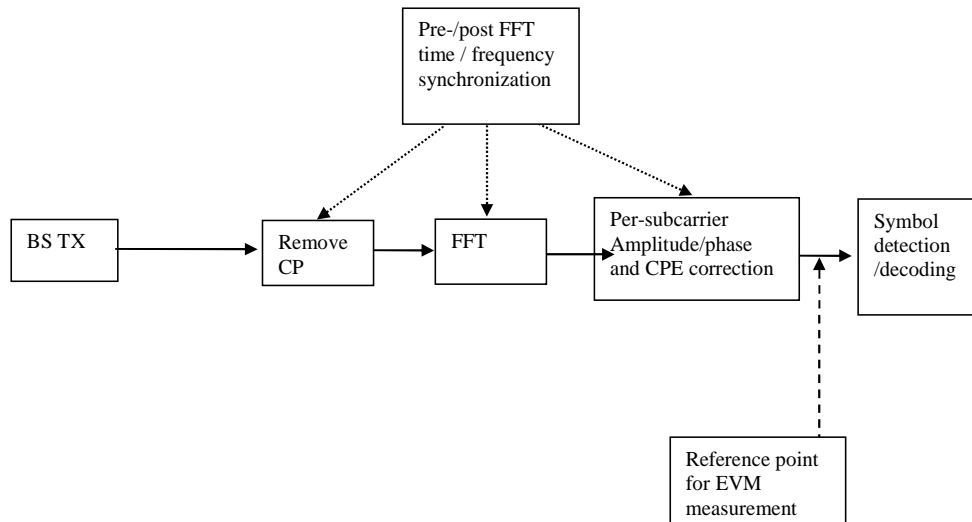 Pre-/post FFT
time / frequency
synchronization
BS TX
Remove
CP
FFT
Per-subcarrier
Amplitude/phase
and CPE correction
Symbol
detection
/decoding
Reference point
for EVM
measurement